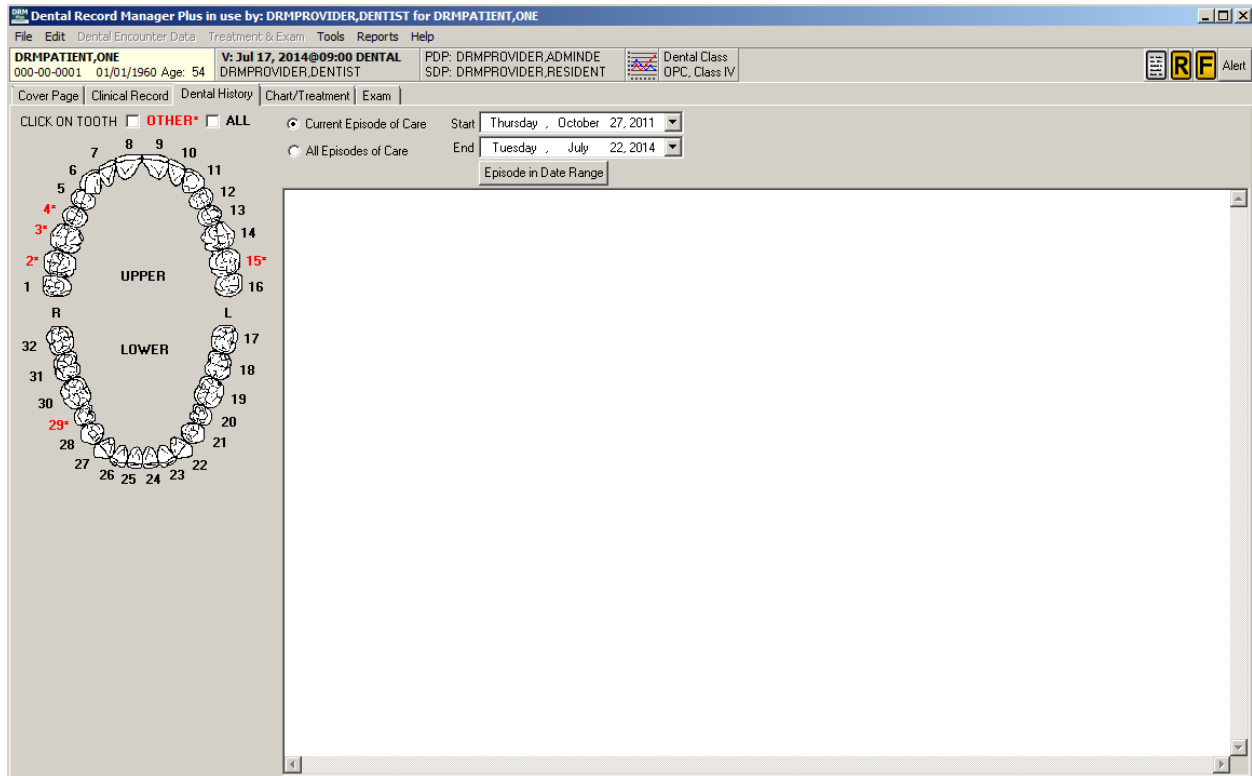 DRM Dental Record Manager Plus in use by: DRMPROVIDER,DENTIST for DRMPATIENT,ONE
File Edit Dental Encounter Data Treatment & Exam Tools Reports Help
DRMPATIENT,ONE V: Jul 17, 2014@09:00 DENTAL PDP: DRMPROVIDER,ADMINDE Dental Class
000-00-0001 01/01/1960 Age: 54 DRMPROVIDER,DENTIST SDP: DRMPROVIDER,RESIDENT OPC, Class IV R F Alert
Cover Page Clinical Record Dental History Chart/Treatment Exam
CLICK ON TOOTH OTHER* ALL
Current Episode of Care Start Thursday , October 27, 2011
All Episodes of Care End Tuesday , July 22, 2014
Episode in Date Range
7 8 9 10
6 11
5 12
4* 13
3* 14
2* 15*
1 UPPER 16
R L
32 LOWER 17
31 18
30 19
29* 20
28 21
27 22
26 25 24 23